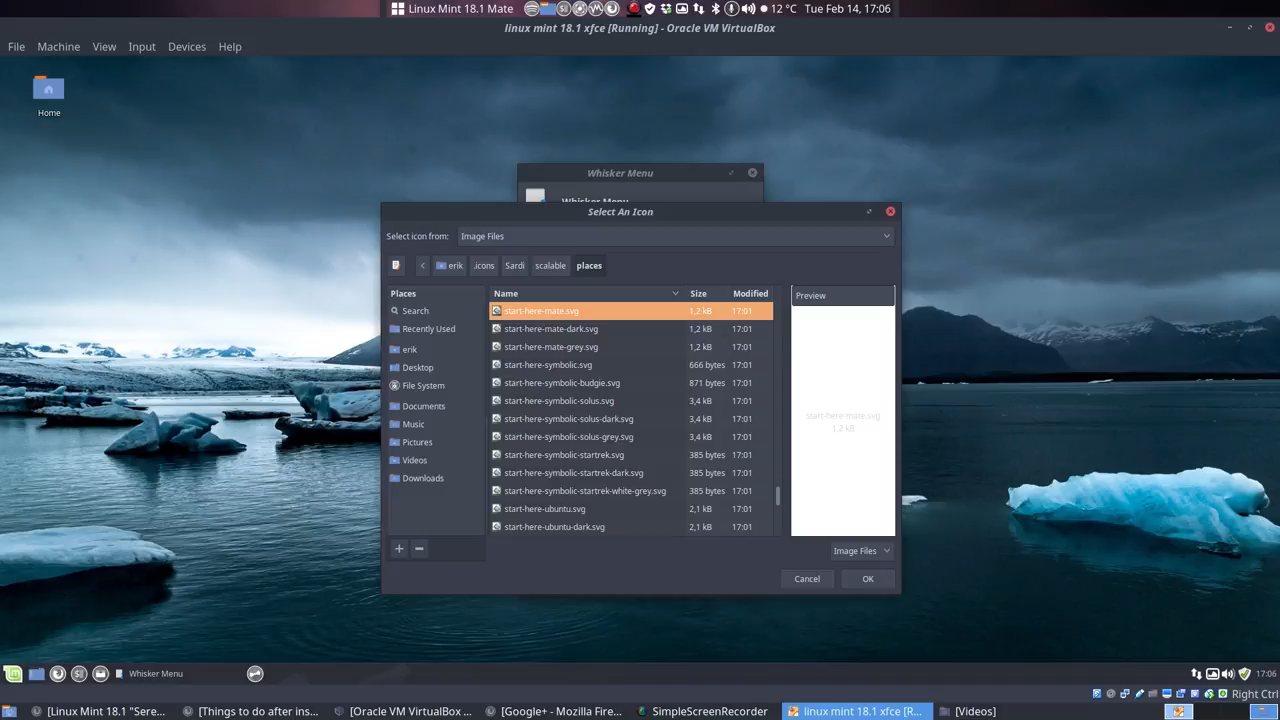 Linux Mint 18.1 Mate
12 °C
Tue Feb 14, 17:06
linux mint 18.1 xfce [Running] - Oracle VM VirtualBox
File Machine View Input Devices Help
Home
Whisker Menu
Whisker Menu
Select An Icon
Select icon from: Image Files
erik .icons Sardi scalable places
Places
Search
Recently Used
erik
Desktop
File System
Documents
Music
Pictures
Videos
Downloads
Name Size Modified
start-here-mate.svg 1,2 kB 17:01
start-here-mate-dark.svg 1,2 kB 17:01
start-here-mate-grey.svg 1,2 kB 17:01
start-here-symbolic.svg 666 bytes 17:01
start-here-symbolic-budgie.svg 871 bytes 17:01
start-here-symbolic-solus.svg 3,4 kB 17:01
start-here-symbolic-solus-dark.svg 3,4 kB 17:01
start-here-symbolic-solus-grey.svg 3,4 kB 17:01
start-here-symbolic-startrek.svg 385 bytes 17:01
start-here-symbolic-startrek-dark.svg 385 bytes 17:01
start-here-symbolic-startrek-white-grey.svg 385 bytes 17:01
start-here-ubuntu.svg 2,1 kB 17:01
start-here-ubuntu-dark.svg 2,1 kB 17:01
Preview
start-here-mate.svg
1,2 kB
Image Files
Cancel OK
Whisker Menu
17:06
Right Ctrl
[Linux Mint 18.1 "Sere...
[Things to do after ins...
[Oracle VM VirtualBox ...
[Google+ - Mozilla Fire...
SimpleScreenRecorder
linux mint 18.1 xfce [R...
[Videos]